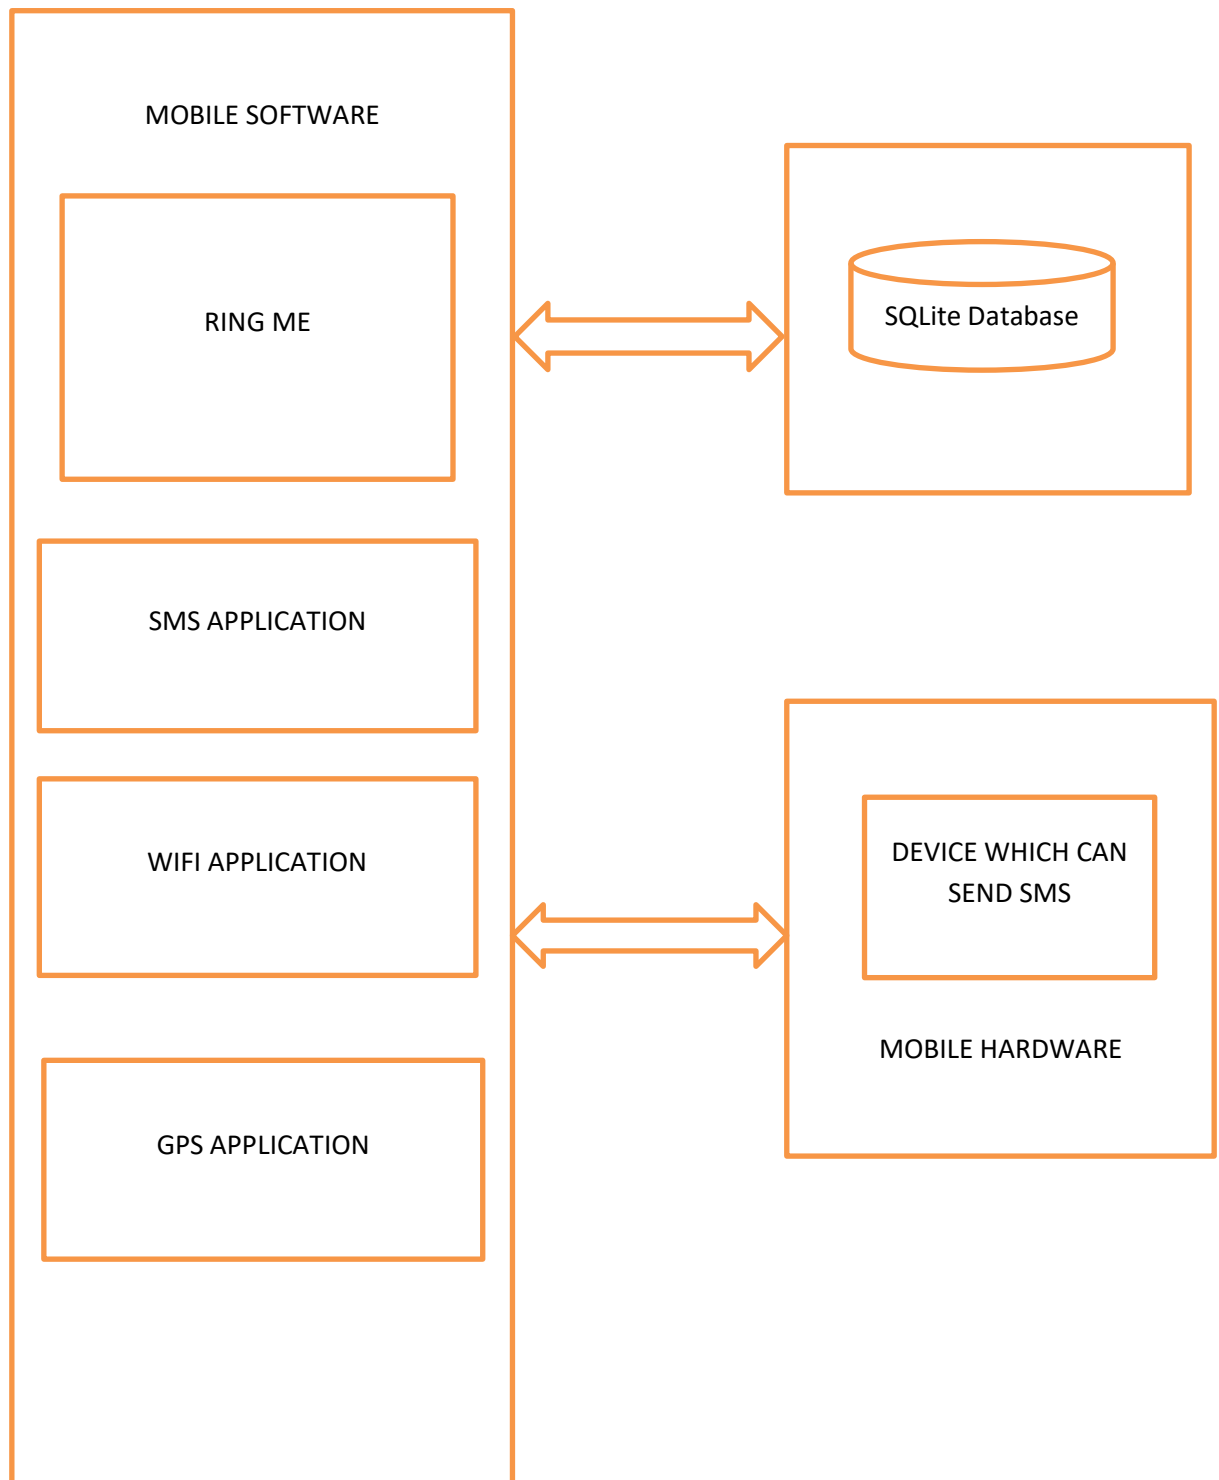 MOBILE SOFTWARE
RING ME
SQLite Database
SMS APPLICATION
WIFI APPLICATION
DEVICE WHICH CAN
SEND SMS
MOBILE HARDWARE
GPS APPLICATION